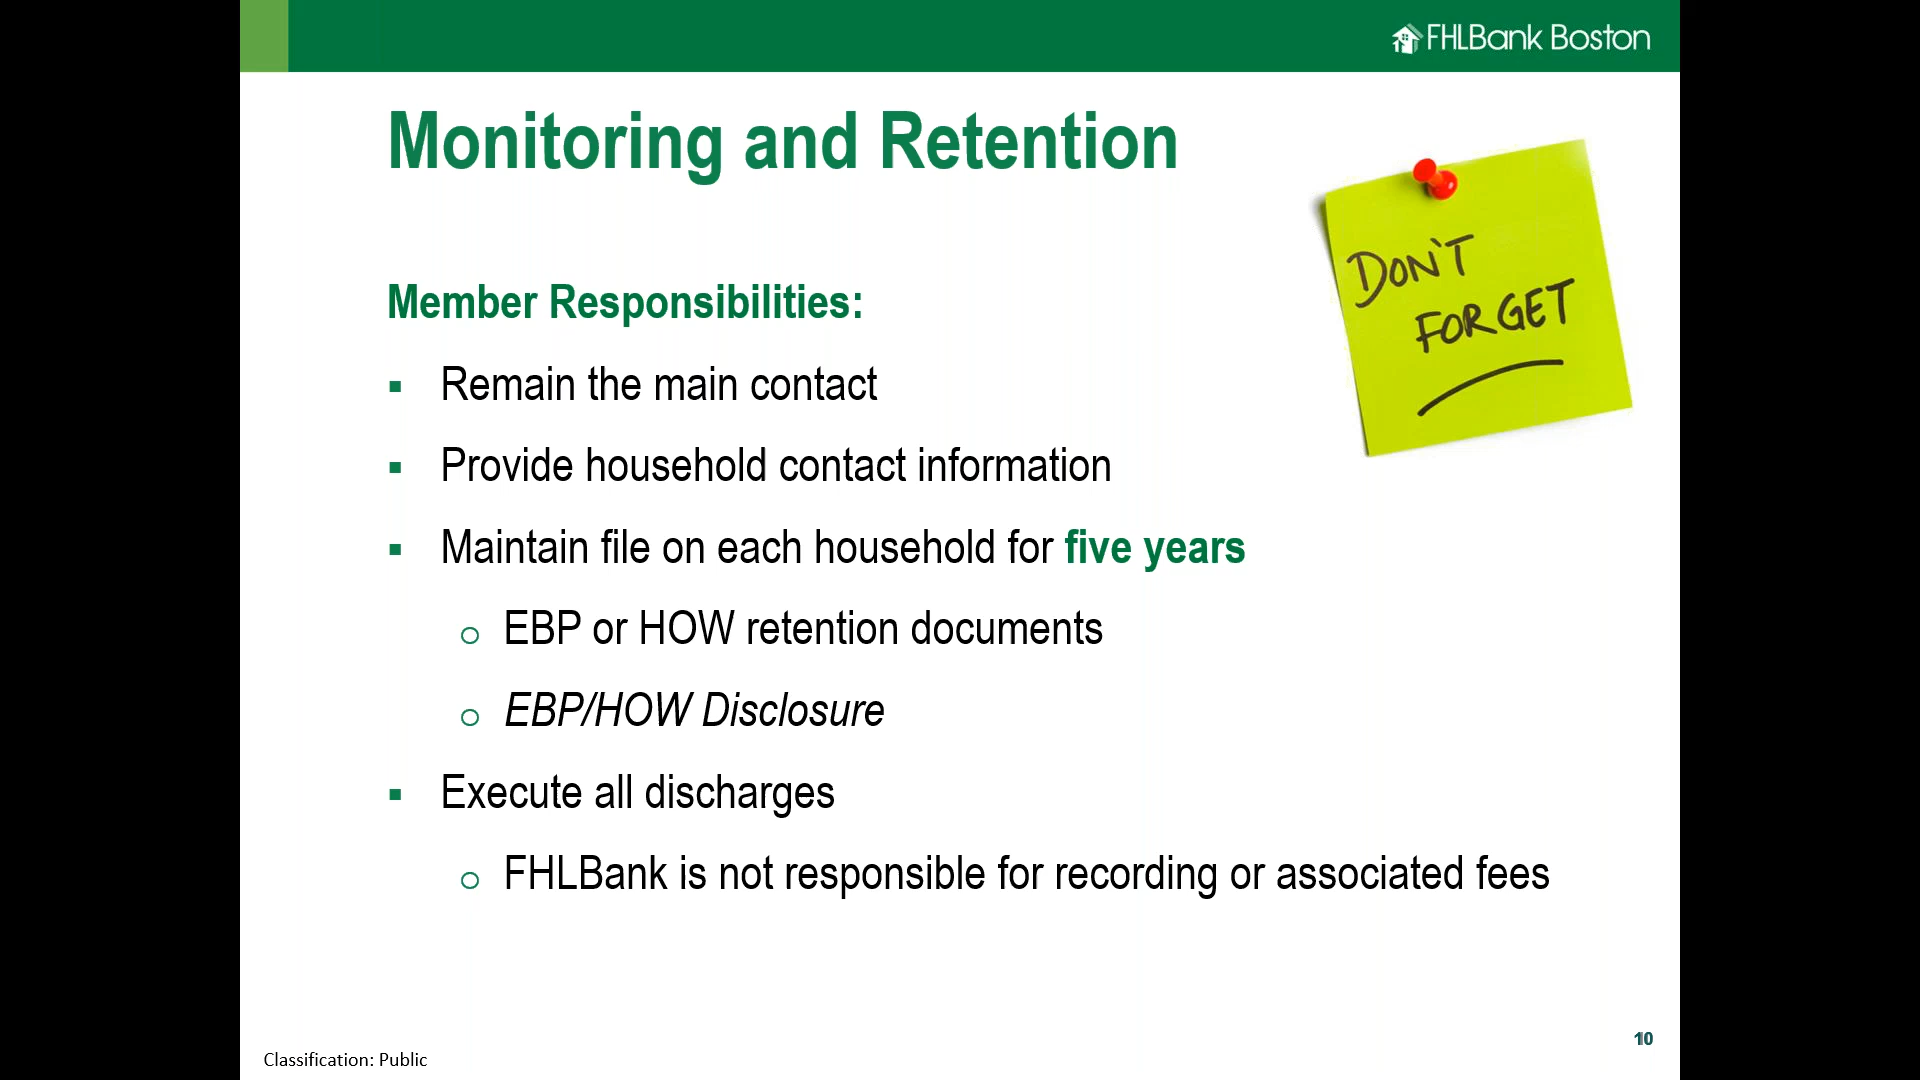 FHLBank Boston
Monitoring and Retention
DON'T
FORGET
Member Responsibilities:
▪ Remain the main contact
▪ Provide household contact information
▪ Maintain file on each household for five years
o EBP or HOW retention documents
o EBP/HOW Disclosure
▪ Execute all discharges
o FHLBank is not responsible for recording or associated fees
10
Classification: Public